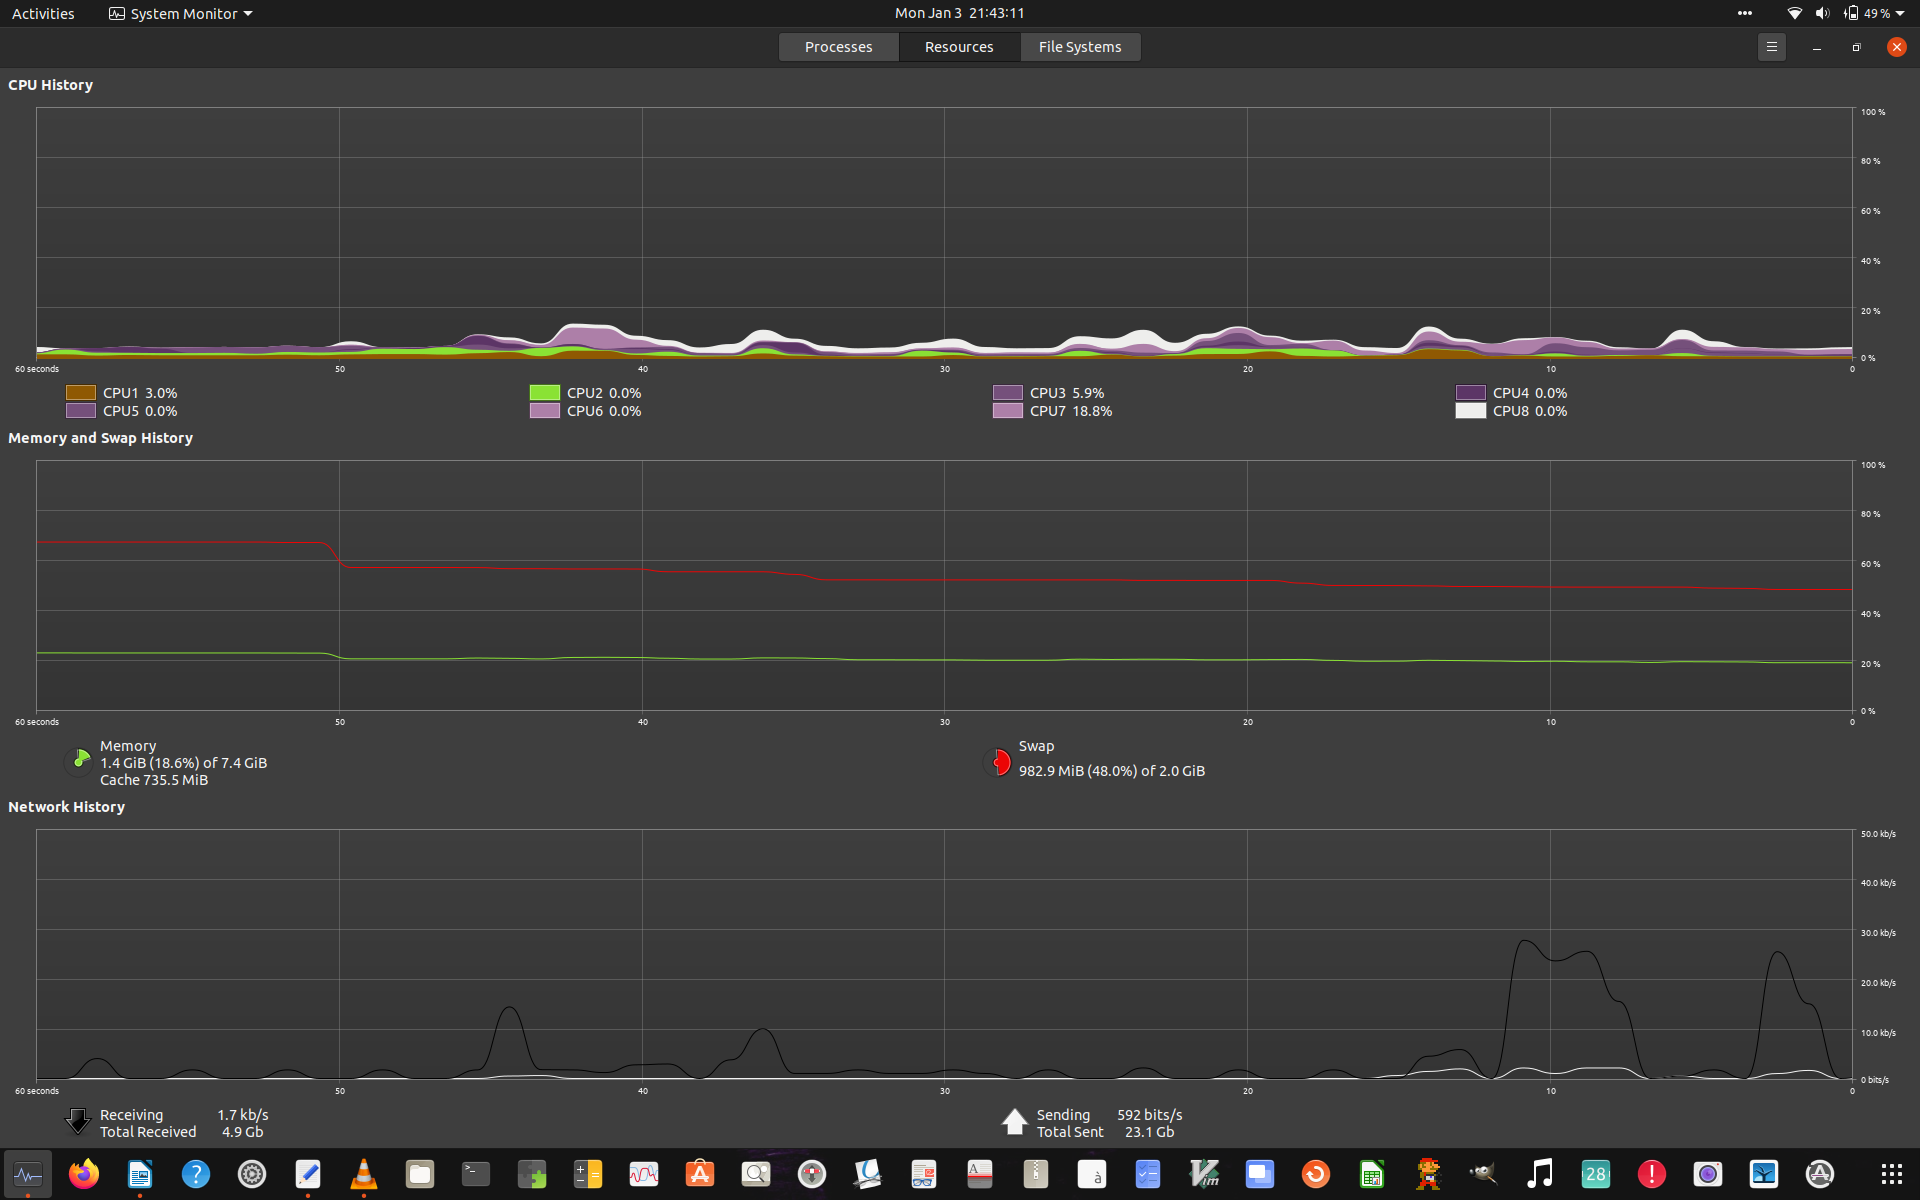 Activities
System Monitor
Mon Jan 3 21:43:11
49 %
Processes
Resources
File Systems
CPU History
100 %
80 %
60 %
40 %
20 %
0 %
60 seconds
50
40
30
20
10
0
CPU1 3.0%
CPU2 0.0%
CPU3 5.9%
CPU4 0.0%
CPU5 0.0%
CPU6 0.0%
CPU7 18.8%
CPU8 0.0%
Memory and Swap History
100 %
80 %
60 %
40 %
20 %
0 %
60 seconds
50
40
30
20
10
0
Memory
1.4 GiB (18.6%) of 7.4 GiB
Cache 735.5 MiB
Swap
982.9 MiB (48.0%) of 2.0 GiB
Network History
50.0 kb/s
40.0 kb/s
30.0 kb/s
20.0 kb/s
10.0 kb/s
0 bits/s
60 seconds
50
40
30
20
10
0
Receiving 1.7 kb/s
Total Received 4.9 Gb
Sending 592 bits/s
Total Sent 23.1 Gb
?
>_
A
à
Vim
28
!